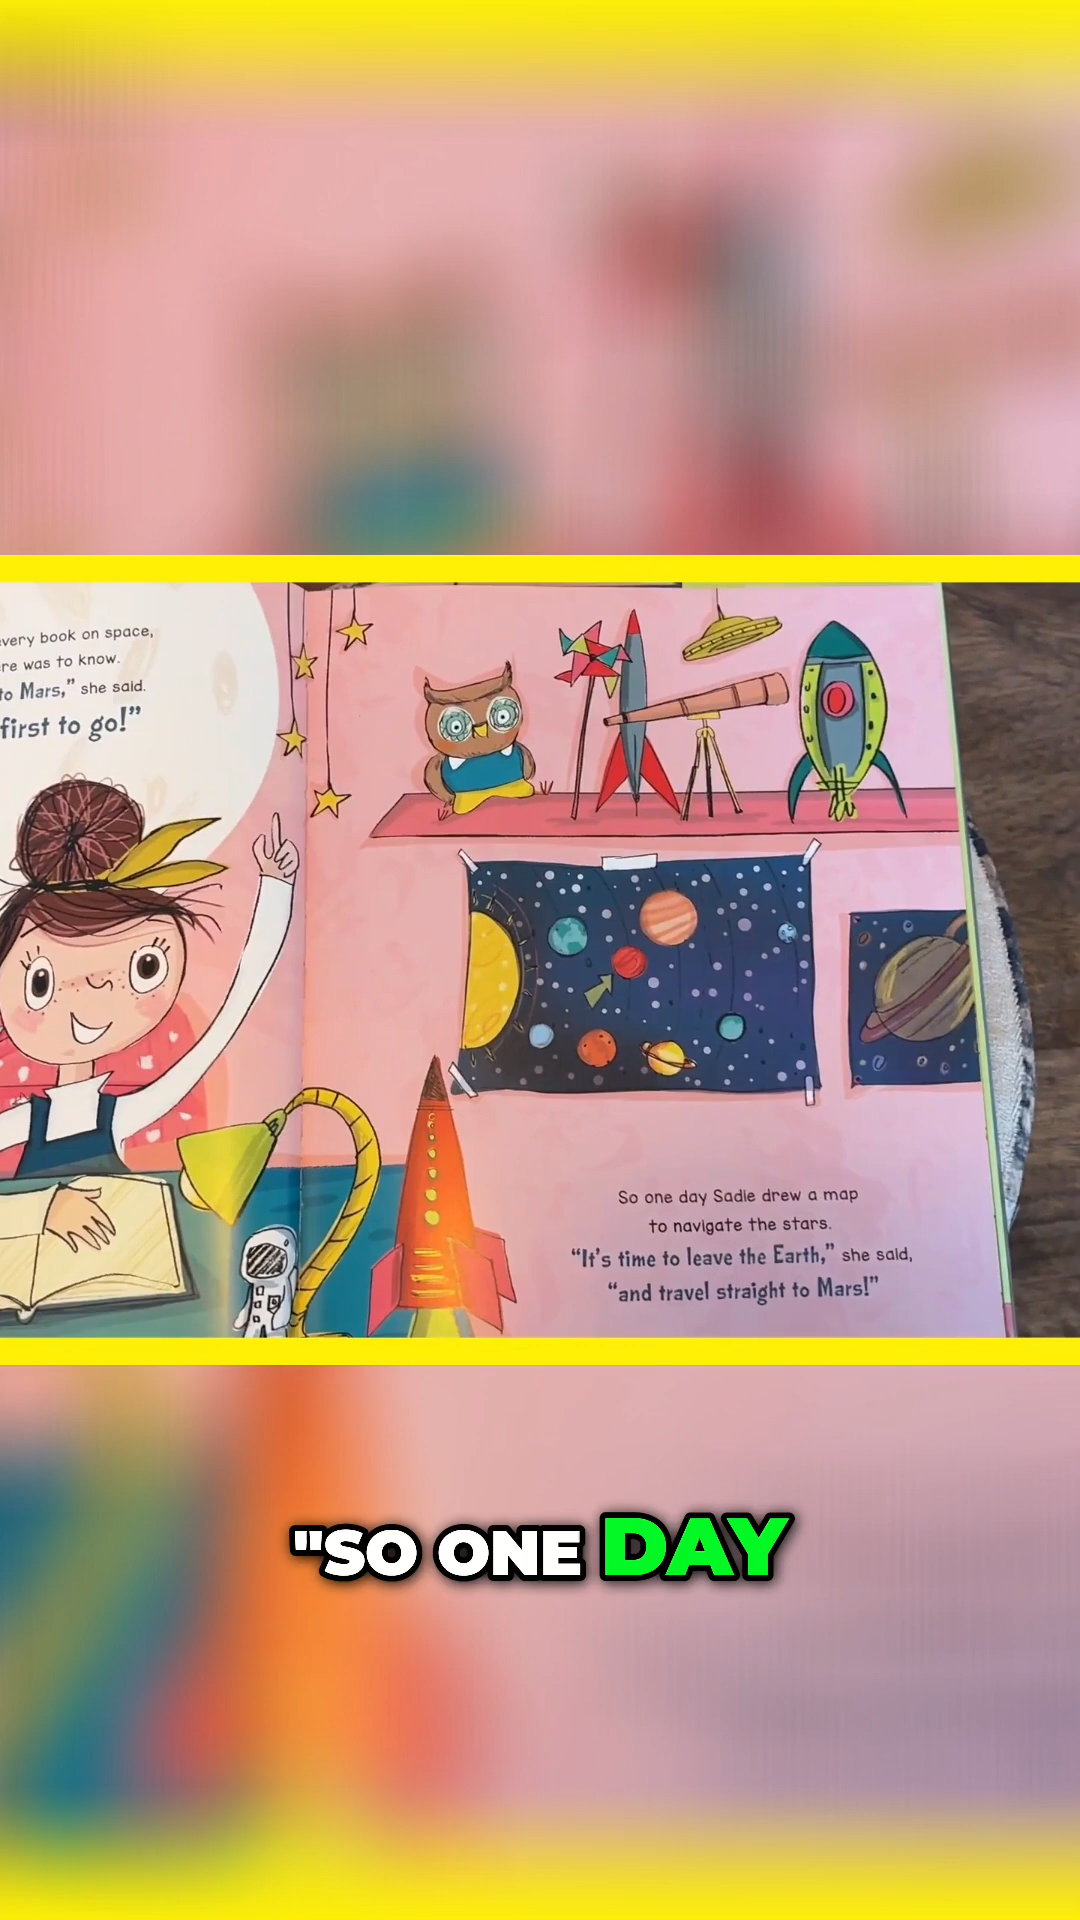 very book on space,
re was to know.
to Mars,” she said.
first to go!”
So one day Sadie drew a map
to navigate the stars.
“It’s time to leave the Earth,” she said,
“and travel straight to Mars!”
"SO ONE DAY